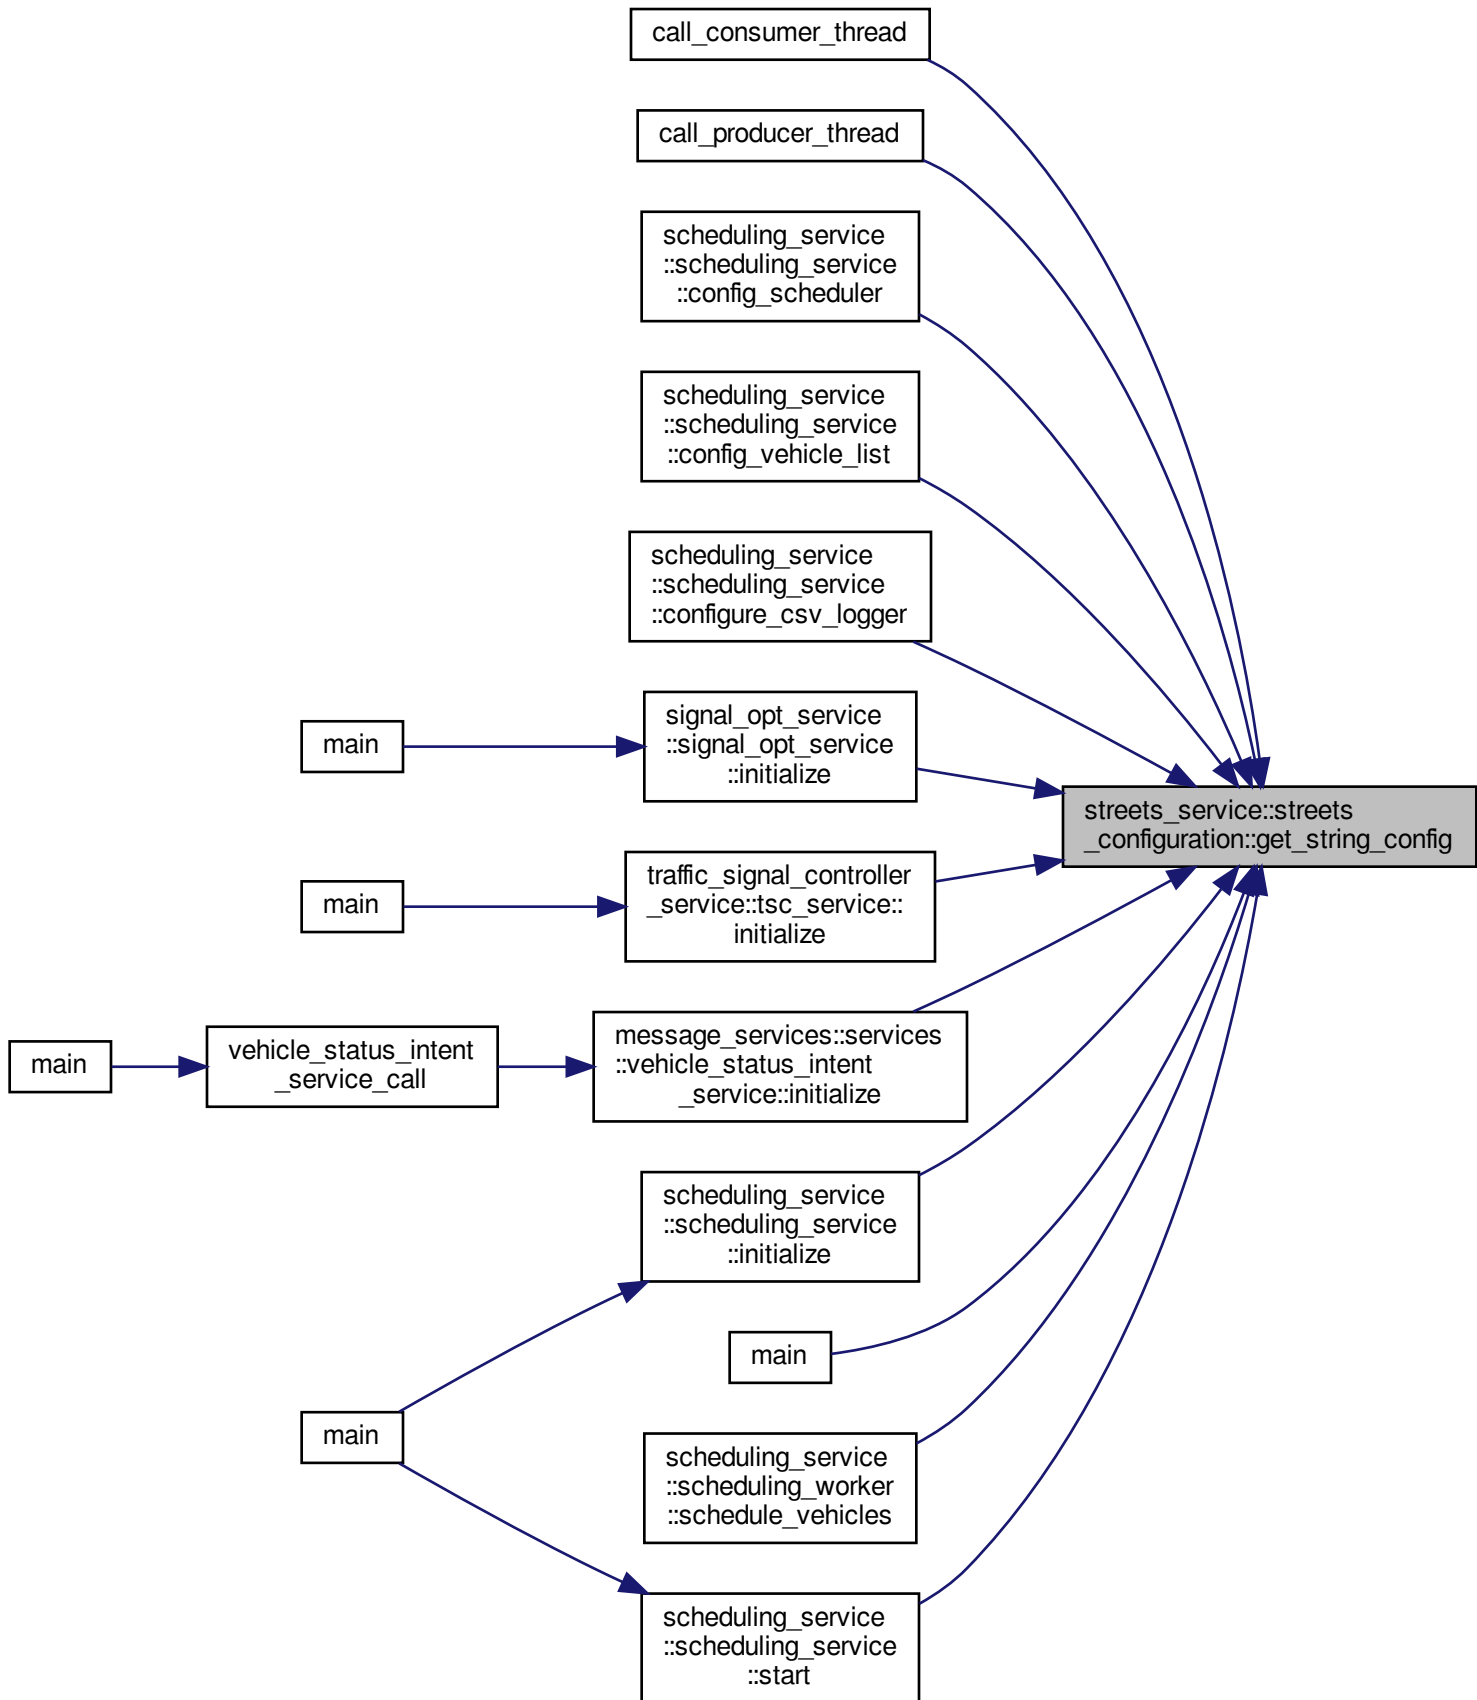 call_consumer_thread
call_producer_thread
scheduling_service
::scheduling_service
::config_scheduler
scheduling_service
::scheduling_service
::config_vehicle_list
scheduling_service
::scheduling_service
::configure_csv_logger
main
signal_opt_service
::signal_opt_service
::initialize
streets_service::streets
_configuration::get_string_config
main
traffic_signal_controller
_service::tsc_service::
initialize
main
vehicle_status_intent
_service_call
message_services::services
::vehicle_status_intent
_service::initialize
scheduling_service
::scheduling_service
::initialize
main
main
scheduling_service
::scheduling_worker
::schedule_vehicles
scheduling_service
::scheduling_service
::start